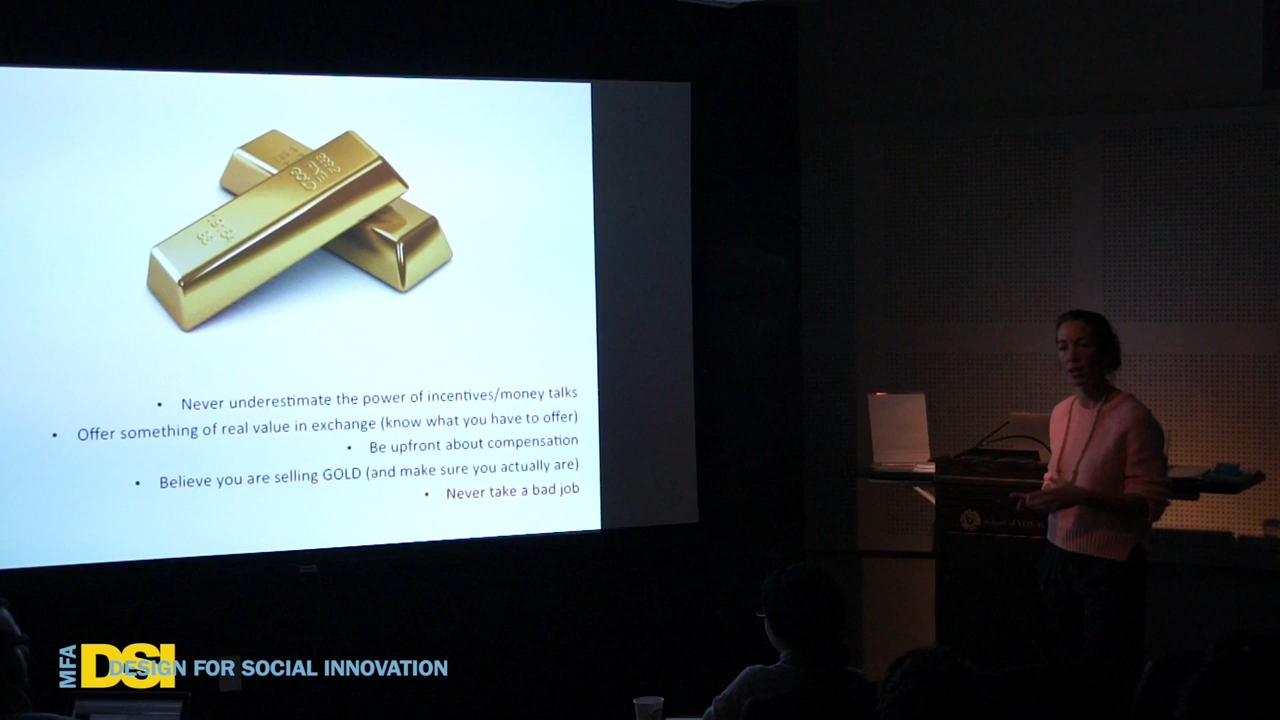 • Never underestimate the power of incentives/money talks
• Offer something of real value in exchange (know what you have to offer)
• Be upfront about compensation
• Believe you are selling GOLD (and make sure you actually are)
• Never take a bad job
MFA DSI
DESIGN FOR SOCIAL INNOVATION